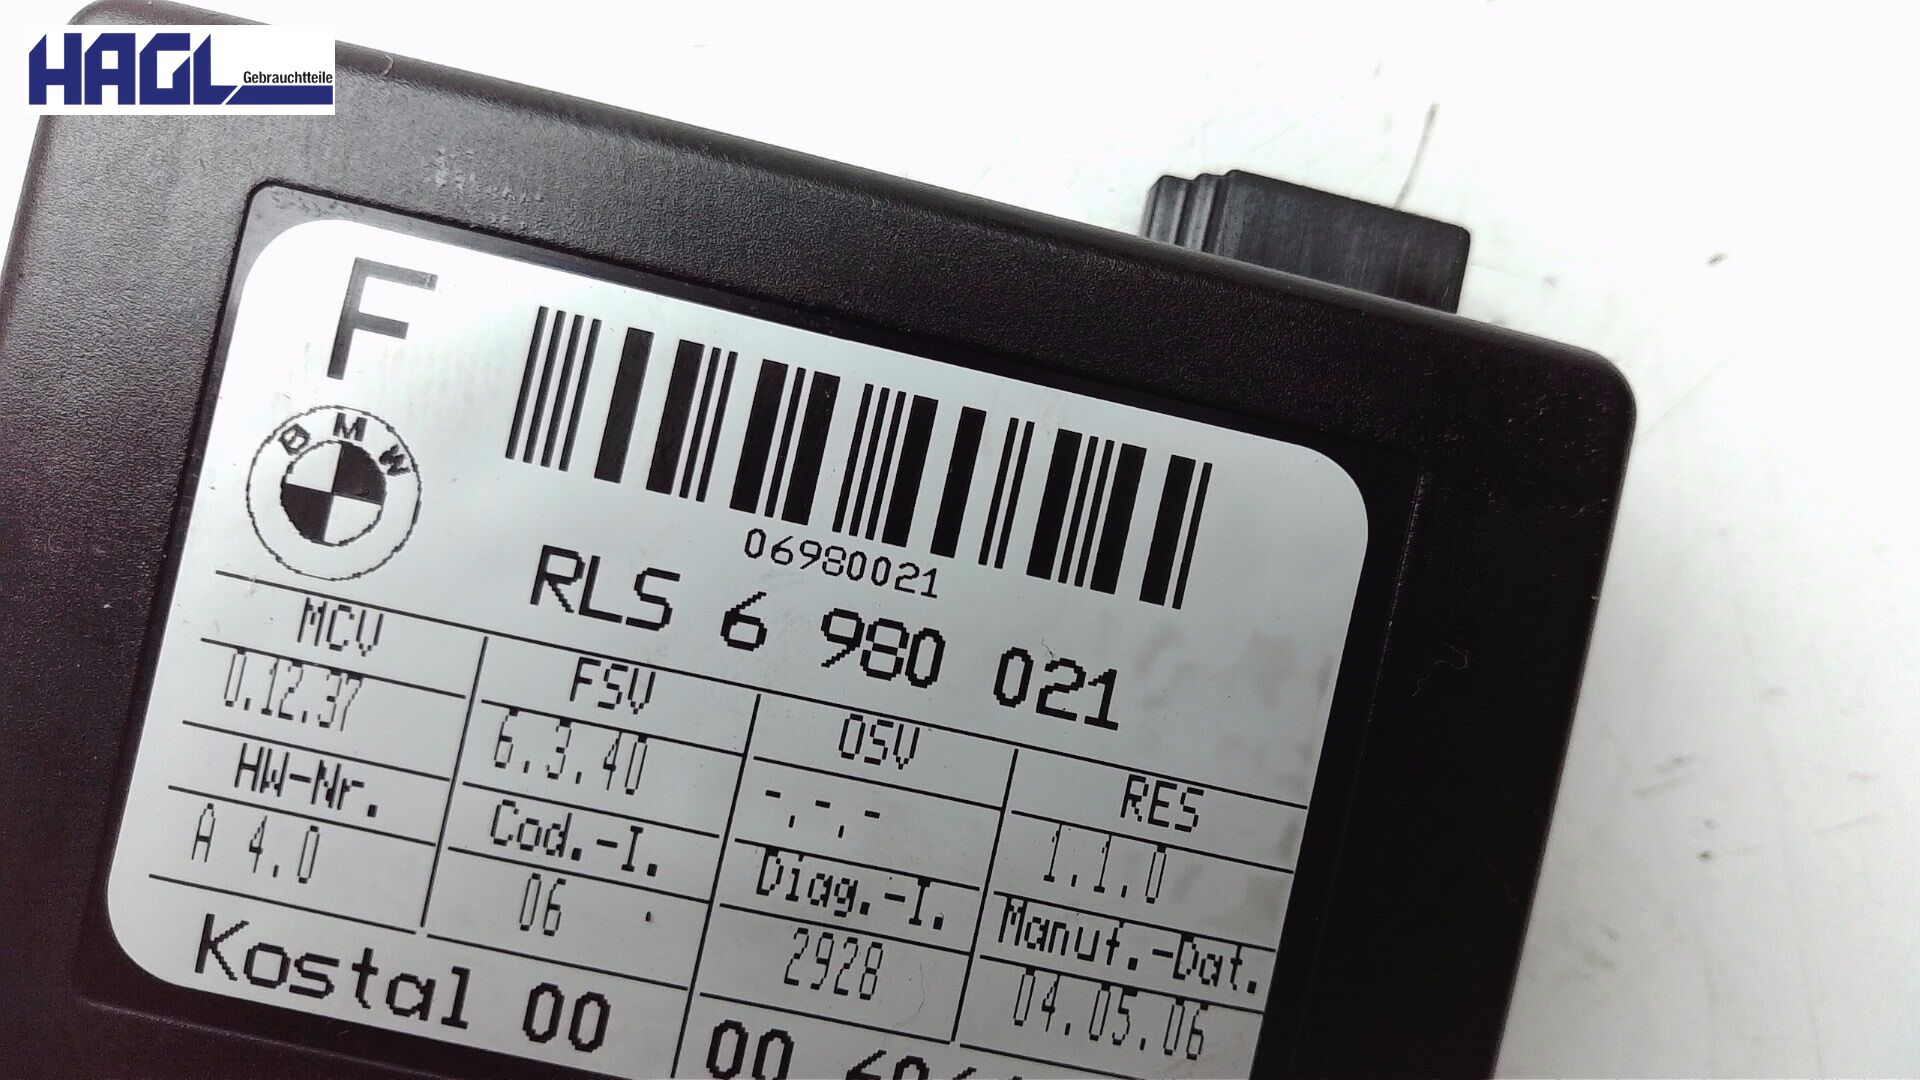 HAGL
Gebrauchtteile
F
BMW
06980021
RLS 6 980 021
MCV FSV OSV RES
0.12.37 6.3.40 -.-.- 1.1.0
HW-Nr. Cod.-I. Diag.-I. Manuf.-Dat.
A 4.0 06 2928 04.05.06
Kostal 00 00